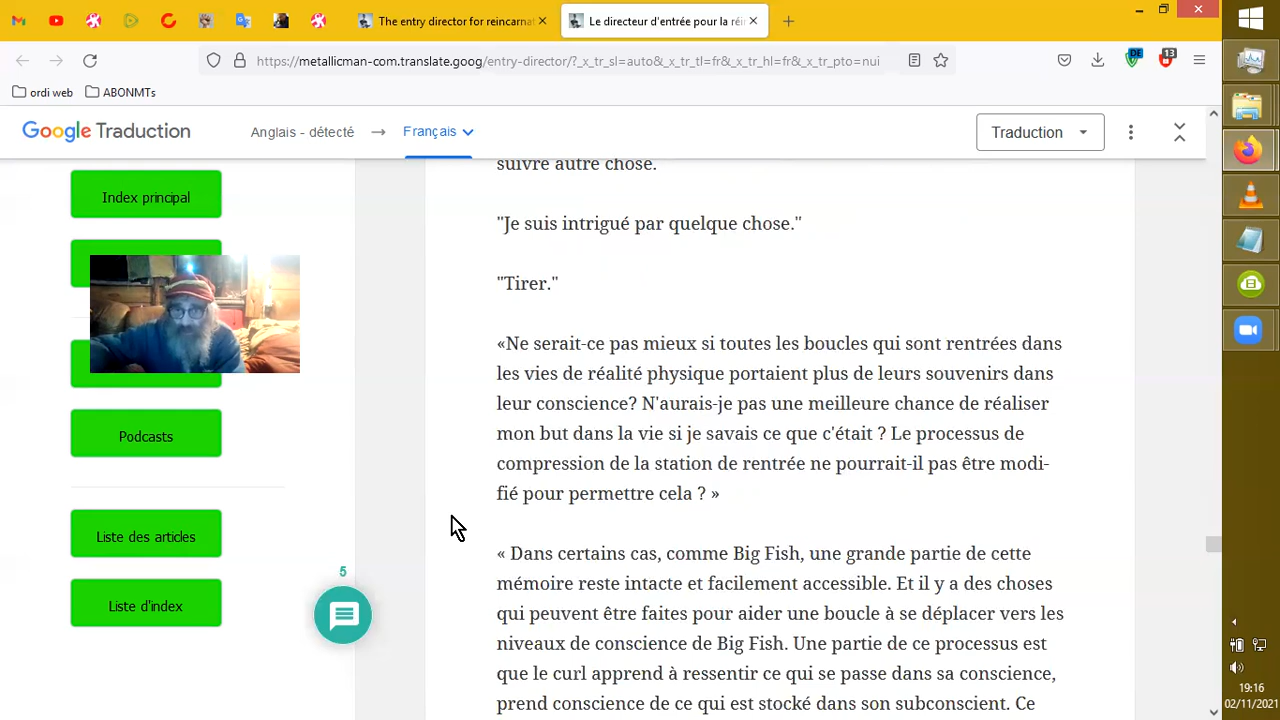 The entry director for reincarnat
Le directeur d'entrée pour la réin
13
https://metallicman-com.translate.goog/entry-director/?_x_tr_sl=auto&_x_tr_tl=fr&_x_tr_hl=fr&_x_tr_pto=nui
DE
ordi web
ABONMTs
Google Traduction
Anglais - détecté
Français
Traduction
Index principal
Podcasts
Liste des articles
Liste d'index
5
suivre autre chose.
"Je suis intrigué par quelque chose."
"Tirer."
«Ne serait-ce pas mieux si toutes les boucles qui sont rentrées dans
les vies de réalité physique portaient plus de leurs souvenirs dans
leur conscience? N'aurais-je pas une meilleure chance de réaliser
mon but dans la vie si je savais ce que c'était ? Le processus de
compression de la station de rentrée ne pourrait-il pas être modi-
fié pour permettre cela ? »
« Dans certains cas, comme Big Fish, une grande partie de cette
mémoire reste intacte et facilement accessible. Et il y a des choses
qui peuvent être faites pour aider une boucle à se déplacer vers les
niveaux de conscience de Big Fish. Une partie de ce processus est
que le curl apprend à ressentir ce qui se passe dans sa conscience,
prend conscience de ce qui est stocké dans son subconscient. Ce
19:16
02/11/2021